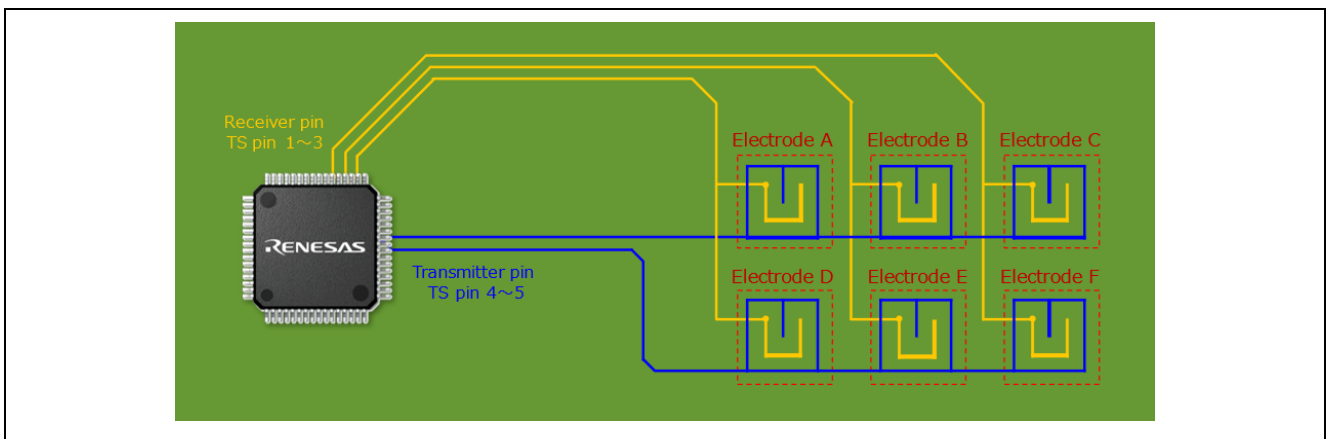 Receiver pin
TS pin 1～3
Electrode A
Electrode B
Electrode C
RENESAS
Transmitter pin
TS pin 4～5
Electrode D
Electrode E
Electrode F